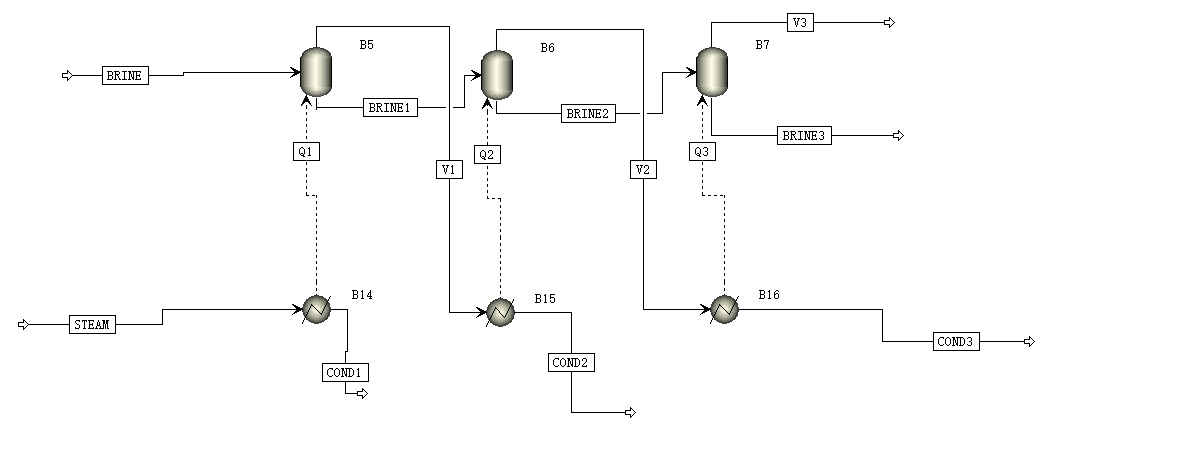 V3
B5
B6
B7
BRINE
BRINE1
BRINE2
BRINE3
Q1
Q2
Q3
V1
V2
B14
B15
B16
STEAM
COND3
COND2
COND1